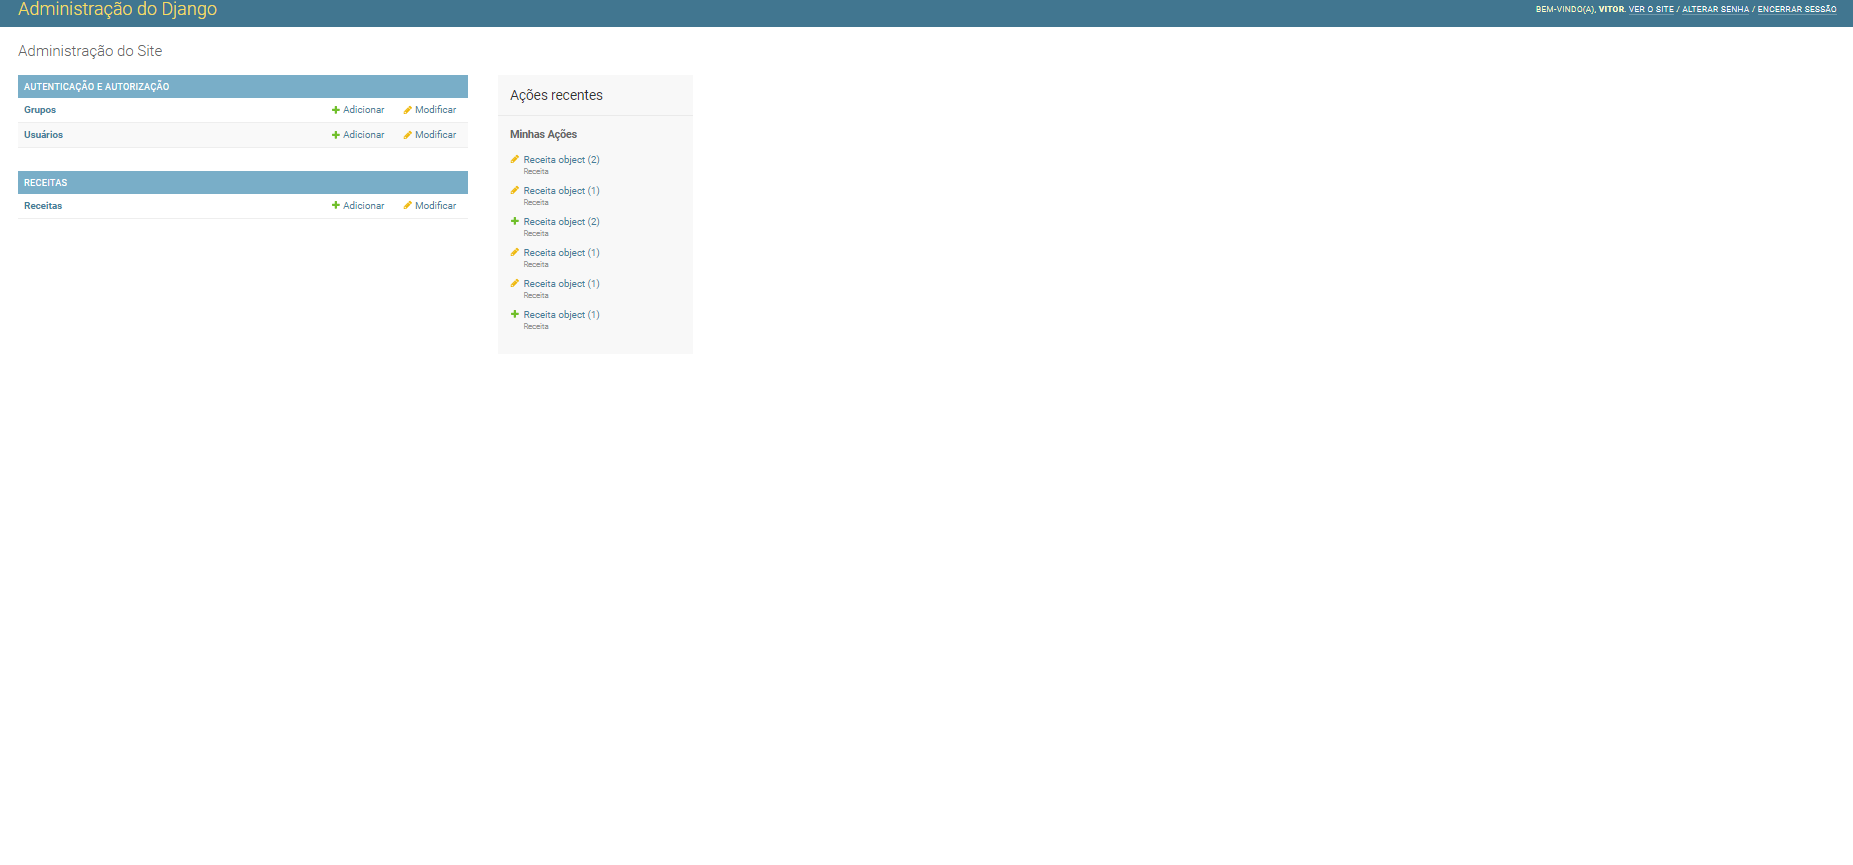 Administração do Django
BEM-VINDO(A), VITOR. VER O SITE / ALTERAR SENHA / ENCERRAR SESSÃO
Administração do Site
AUTENTICAÇÃO E AUTORIZAÇÃO
Grupos Adicionar Modificar
Usuários Adicionar Modificar
RECEITAS
Receitas Adicionar Modificar
Ações recentes
Minhas Ações
Receita object (2)
Receita
Receita object (1)
Receita
Receita object (2)
Receita
Receita object (1)
Receita
Receita object (1)
Receita
Receita object (1)
Receita